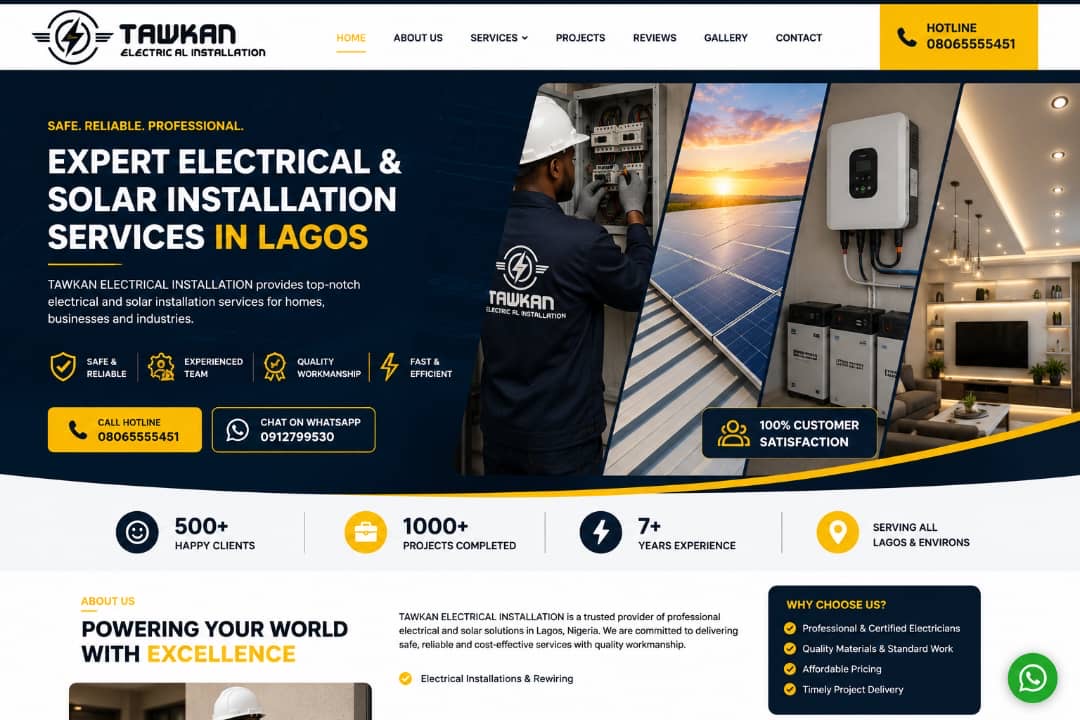 TAWKAN
ELECTRIC AL INSTALLATION
HOME
ABOUT US
SERVICES
PROJECTS
REVIEWS
GALLERY
CONTACT
HOTLINE
08065555451
SAFE. RELIABLE. PROFESSIONAL.
EXPERT ELECTRICAL &
SOLAR INSTALLATION
SERVICES IN LAGOS
TAWKAN ELECTRICAL INSTALLATION provides top-notch
electrical and solar installation services for homes,
businesses and industries.
SAFE &
RELIABLE
EXPERIENCED
TEAM
QUALITY
WORKMANSHIP
FAST &
EFFICIENT
CALL HOTLINE
08065555451
CHAT ON WHATSAPP
0912799530
TAWKAN
ELECTRIC AL INSTALLATION
100% CUSTOMER
SATISFACTION
500+
HAPPY CLIENTS
1000+
PROJECTS COMPLETED
7+
YEARS EXPERIENCE
SERVING ALL
LAGOS & ENVIRONS
ABOUT US
POWERING YOUR WORLD
WITH EXCELLENCE
TAWKAN ELECTRICAL INSTALLATION is a trusted provider of professional
electrical and solar solutions in Lagos, Nigeria. We are committed to delivering
safe, reliable and cost-effective services with quality workmanship.
Electrical Installations & Rewiring
WHY CHOOSE US?
Professional & Certified Electricians
Quality Materials & Standard Work
Affordable Pricing
Timely Project Delivery